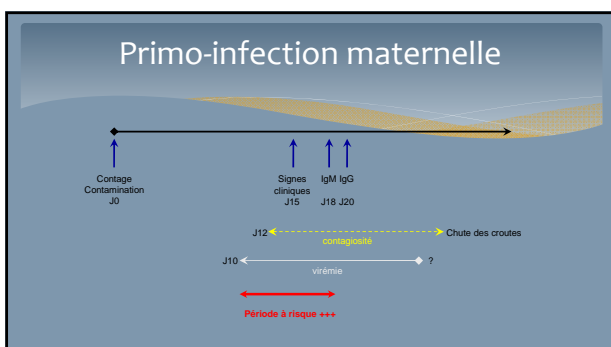 Primo-infection maternelle
Contage
Contamination
J0
Signes
cliniques
J15
IgM IgG
J18 J20
J12
contagiosité
Chute des croutes
J10
virémie
?
Période à risque +++